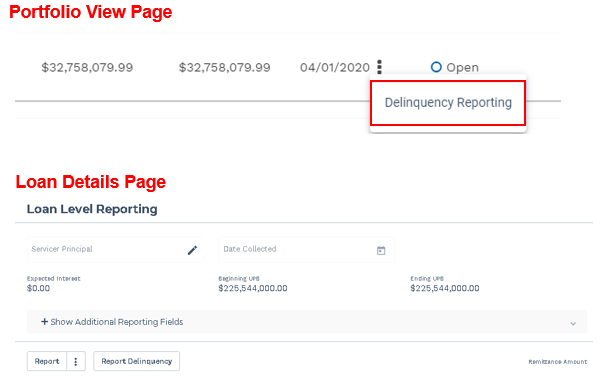 Portfolio View Page
$32,758,079.99 $32,758,079.99 04/01/2020 Open
Delinquency Reporting
Loan Details Page
Loan Level Reporting
Servicer Principal Date Collected
Expected Interest Beginning UPB Ending UPB
$0.00 $225,544,000.00 $225,544,000.00
+ Show Additional Reporting Fields
Report Report Delinquency Remittance Amount